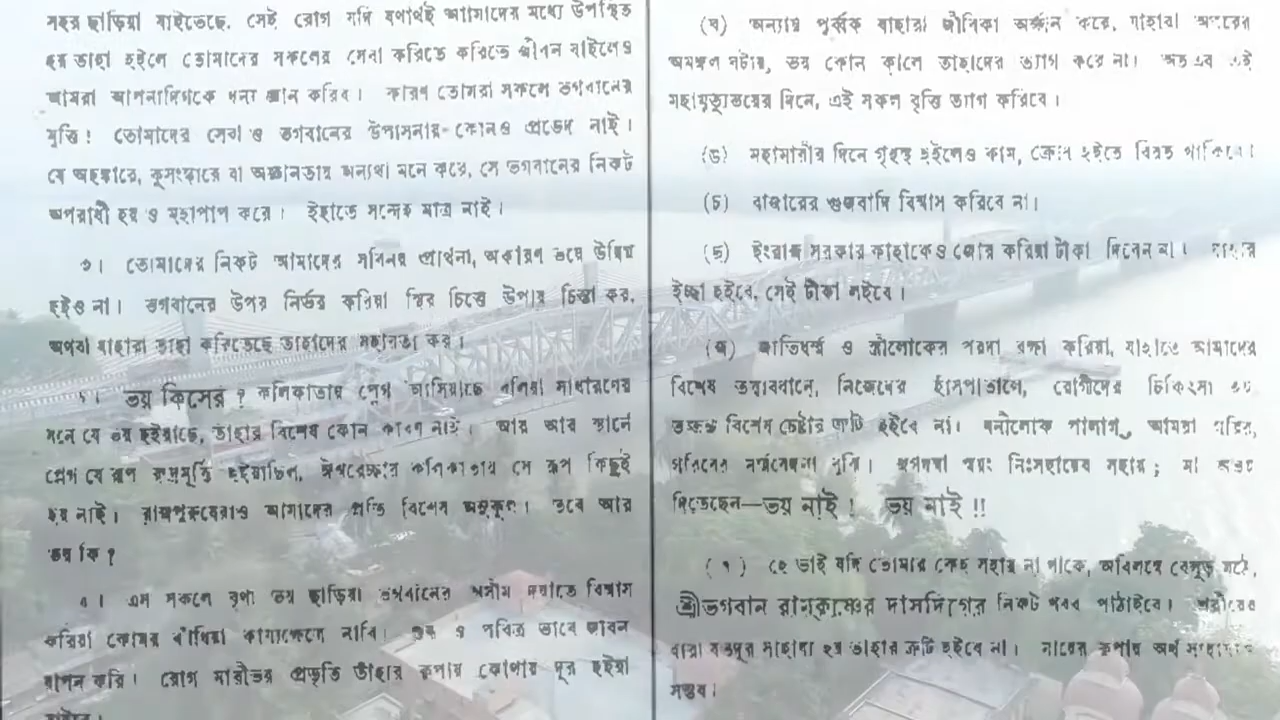 সহর ছাড়িয়া যাইতেছে. সেই রোগ যদি যথার্থই আমাদের মধ্যে উপস্থিত
হয় তাহা হইলে তোমাদের সকলের সেবা করিতে করিতে জীবন যাইলেও
আমরা আপনাদিগকে ধন্য জ্ঞান করিব। কারণ তোমরা সকলে ভগবানের
মূর্ত্তি! তোমাদের সেবা ও ভগবানের উপাসনায় কোনও প্রভেদ নাই।
যে অহঙ্কারে, কুসংস্কারে বা অজ্ঞানতায় অন্যথা মনে করে, সে ভগবানের নিকট
অপরাধী হয় ও মহাপাপ করে। ইহাতে সন্দেহ মাত্র নাই।
৩। তোমাদের নিকট আমাদের সবিনয় প্রার্থনা, অকারণ ভয়ে উদ্বিগ্ন
হইও না। ভগবানের উপর নির্ভর করিয়া স্থির চিত্তে উপায় চিন্তা কর,
অথবা যাহারা তাহা করিতেছে তাহাদের সহায়তা কর।
ভয় কিসের? কলিকাতায় প্লেগ আসিয়াছে বলিয়া সাধারণের
মনে যে ভয় হইয়াছে, তাহার বিশেষ কোন কারণ নাই। আর আর স্থানে
প্লেগ যে রূপ রুদ্রমূর্ত্তি হইয়াছিল, ঈশ্বরেচ্ছায় কলিকাতায় সে রূপ কিছুই
হয় নাই। রাজপুরুষেরাও আমাদের প্রতি বিশেষ অনুকূল। তবে আর
ভয় কি?
এস সকলে বৃথা ভয় ছাড়িয়া ভগবানের অসীম দয়াতে বিশ্বাস
করিয়া কোমর বাঁধিয়া কার্য্যক্ষেত্রে নাবি। শুদ্ধ ও পবিত্র ভাবে জীবন
যাপন করি। রোগ মারীভয় প্রভৃতি তাঁহার কৃপায় কোথায় দূর হইয়া
যাইবে।
(ঘ) অন্যায় পূর্ব্বক যাহারা জীবিকা অর্জ্জন করে, যাহারা অপরের
অমঙ্গল ঘটায়, ভয় কোন কালে তাহাদের ত্যাগ করে না। অত এব এই
মহামৃত্যুভয়ের দিনে, এই সকল বৃত্তি ত্যাগ করিবে।
(ঙ) মহামারীর দিনে গৃহস্থ হইলেও কাম, ক্রোধ হইতে বিরত থাকিবে।
(চ) বাজারের গুজবাদি বিশ্বাস করিবে না।
(ছ) ইংরাজ সরকার কাহাকেও জোর করিয়া টীকা দিবেন না। যাহার
ইচ্ছা হইবে, সেই টীকা লইবে।
(জ) জাতিধর্ম্ম ও স্ত্রীলোকের পরদা রক্ষা করিয়া, যাহাতে আমাদের
বিশেষ তত্ত্বাবধানে, নিজেদের হাঁসপাতালে, রোগীদের চিকিৎসা হয়
তজ্জন্য বিশেষ চেষ্টার ত্রুটি হইবে না। ধনীলোক পালাগ্, আমরা গরিব,
গরিবের মর্ম্মবেদনা বুঝি। জগদম্বা স্বয়ং নিঃসহায়ের সহায়; মা অভয়
দিতেছেন—ভয় নাই! ভয় নাই!!
হে ভাই যদি তোমার কেহ সহায় না থাকে, অবিলম্বে বেলুড় মঠে,
শ্রীভগবান রামকৃষ্ণের দাসদিগের নিকট খবর পাঠাইবে। শরীরের
দ্বারা যতদূর সাহায্য হয় তাহার ত্রুটি হইবে না। মায়ের কৃপায় অর্থ সাহায্যও
সম্ভব।